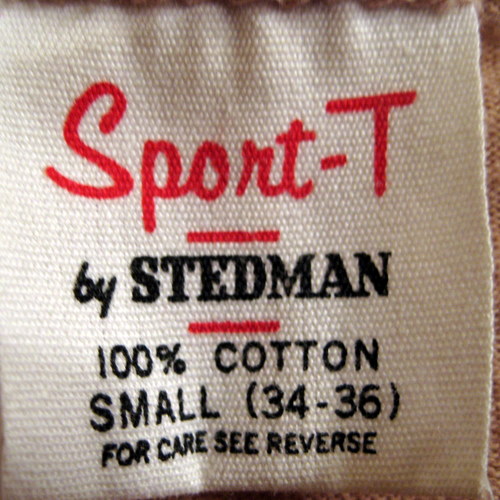 Sport-T
by STEDMAN
100% COTTON
SMALL (34-36)
FOR CARE SEE REVERSE